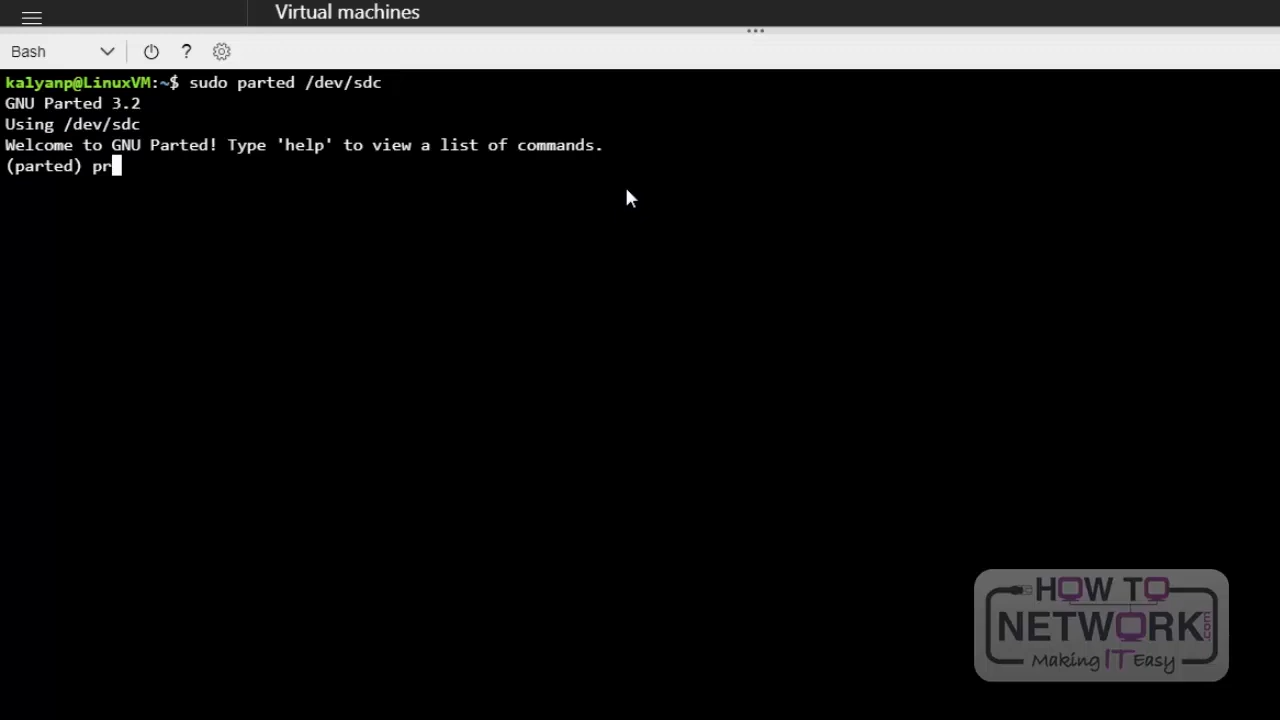 Virtual machines
Bash
?
kalyanp@LinuxVM:~$ sudo parted /dev/sdc
GNU Parted 3.2
Using /dev/sdc
Welcome to GNU Parted! Type 'help' to view a list of commands.
(parted) pr
HOW TO
NETWORK.com
Making IT Easy